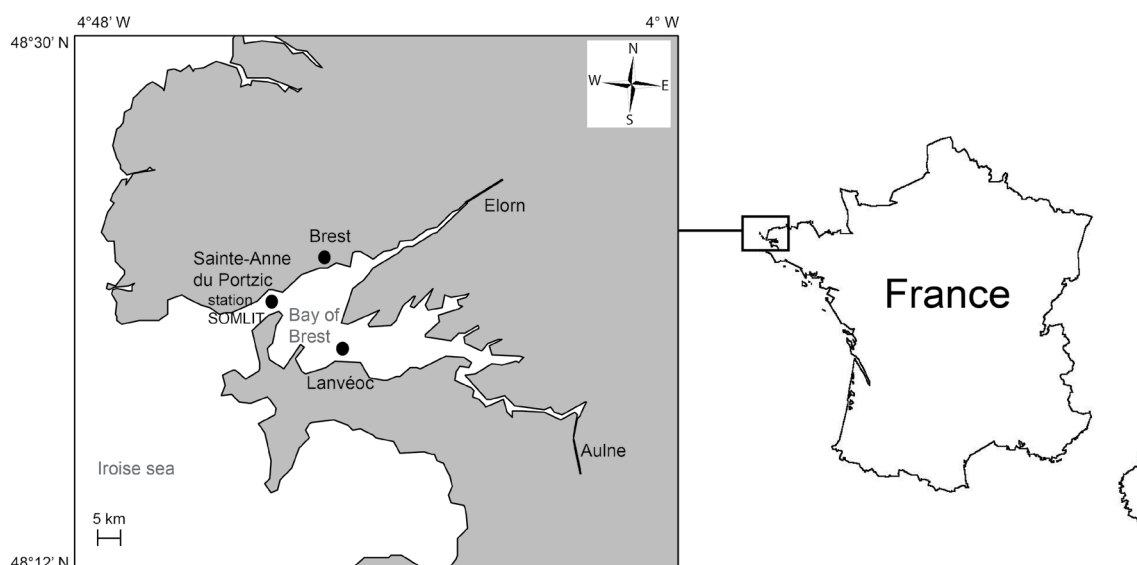 4°48' W
4° W
48°30' N
N
W
E
S
Elorn
Brest
Sainte-Anne
du Portzic
station
SOMLIT
Bay of
Brest
Lanvéoc
France
Aulne
Iroise sea
5 km
48°12' N